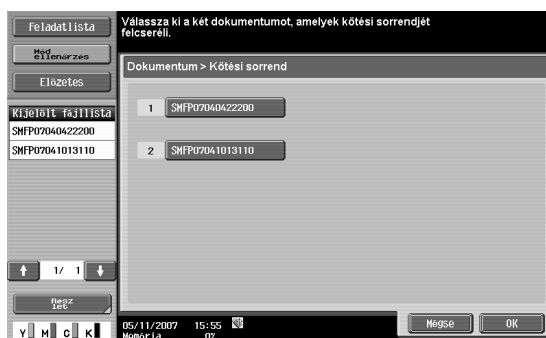 Feladatlista
Válassza ki a két dokumentumot, amelyek kötési sorrendjét
felcseréli.
Mód
ellenőrzés
Előzetes
Dokumentum > Kötési sorrend
Kijelölt fájllista
SMFP07040422200
SMFP07041013110
1 SMFP07040422200
2 SMFP07041013110
1/ 1
Rész
let
Y M C K
05/11/2007 15:55
Memória 0%
Mégse
OK